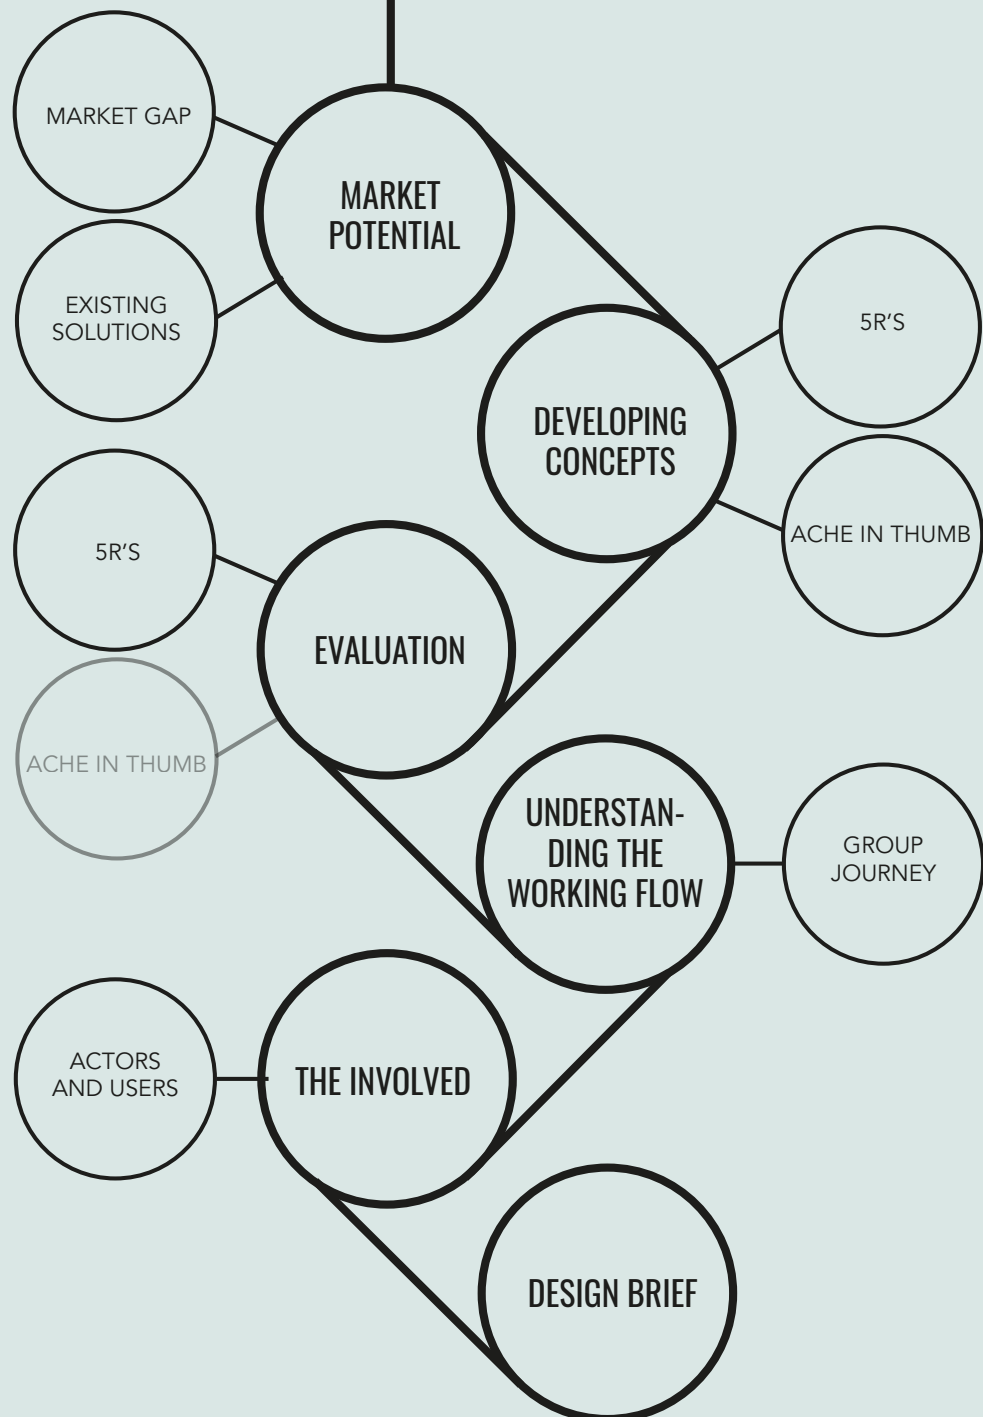 MARKET GAP
MARKET
POTENTIAL
EXISTING
SOLUTIONS
5R'S
DEVELOPING
CONCEPTS
ACHE IN THUMB
5R'S
EVALUATION
ACHE IN THUMB
UNDERSTAN-
DING THE
WORKING FLOW
GROUP
JOURNEY
ACTORS
AND USERS
THE INVOLVED
DESIGN BRIEF